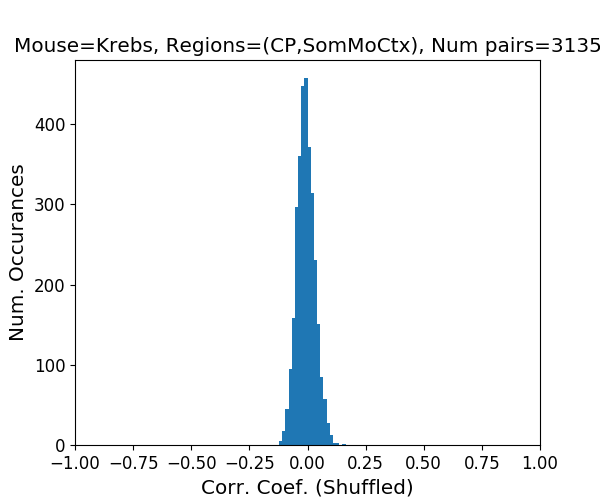 Mouse=Krebs, Regions=(CP,SomMoCtx), Num pairs=3135
Num. Occurances
400
300
200
100
0
−1.00 −0.75 −0.50 −0.25 0.00 0.25 0.50 0.75 1.00
Corr. Coef. (Shuffled)